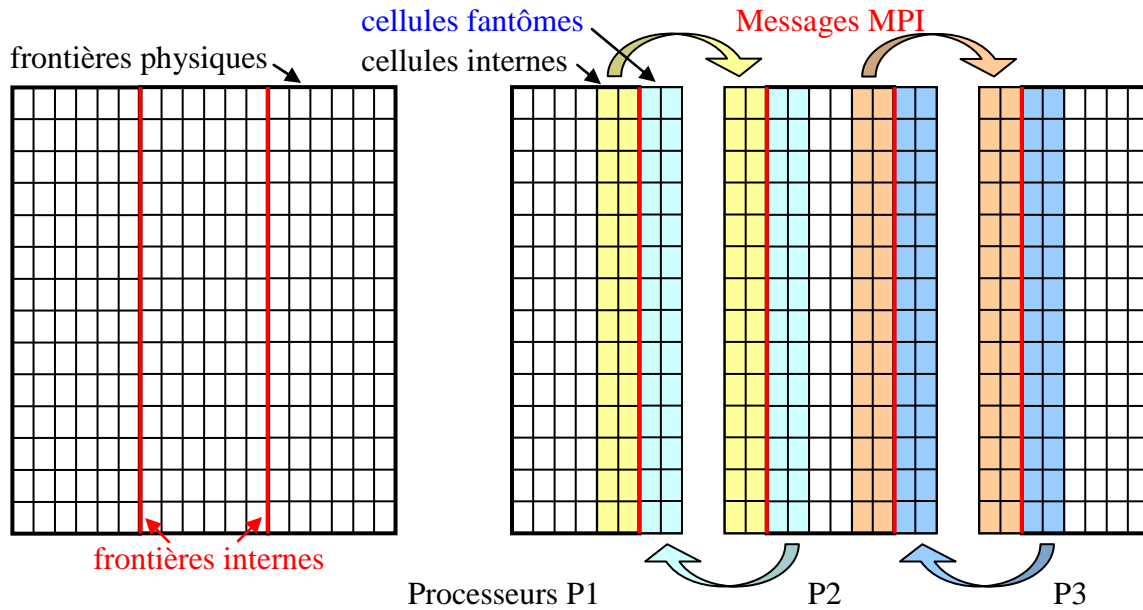 cellules fantômes
Messages MPI
frontières physiques
cellules internes
frontières internes
Processeurs P1
P2
P3